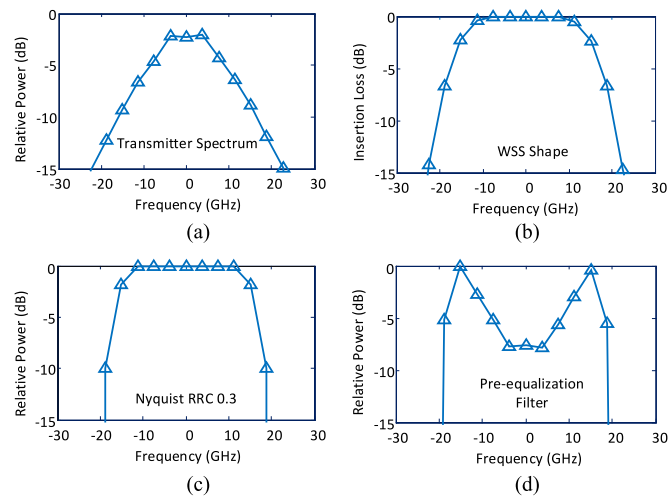 0
-5
-10
-15
-30
-20
-10
0
10
20
30
Relative Power (dB)
Transmitter Spectrum
Frequency (GHz)
(a)
0
-5
-10
-15
-30
-20
-10
0
10
20
30
Insertion Loss (dB)
WSS Shape
Frequency (GHz)
(b)
0
-5
-10
-15
-30
-20
-10
0
10
20
30
Relative Power (dB)
Nyquist RRC 0.3
Frequency (GHz)
(c)
0
-5
-10
-15
-30
-20
-10
0
10
20
30
Relative Power (dB)
Pre-equalization
Filter
Frequency (GHz)
(d)